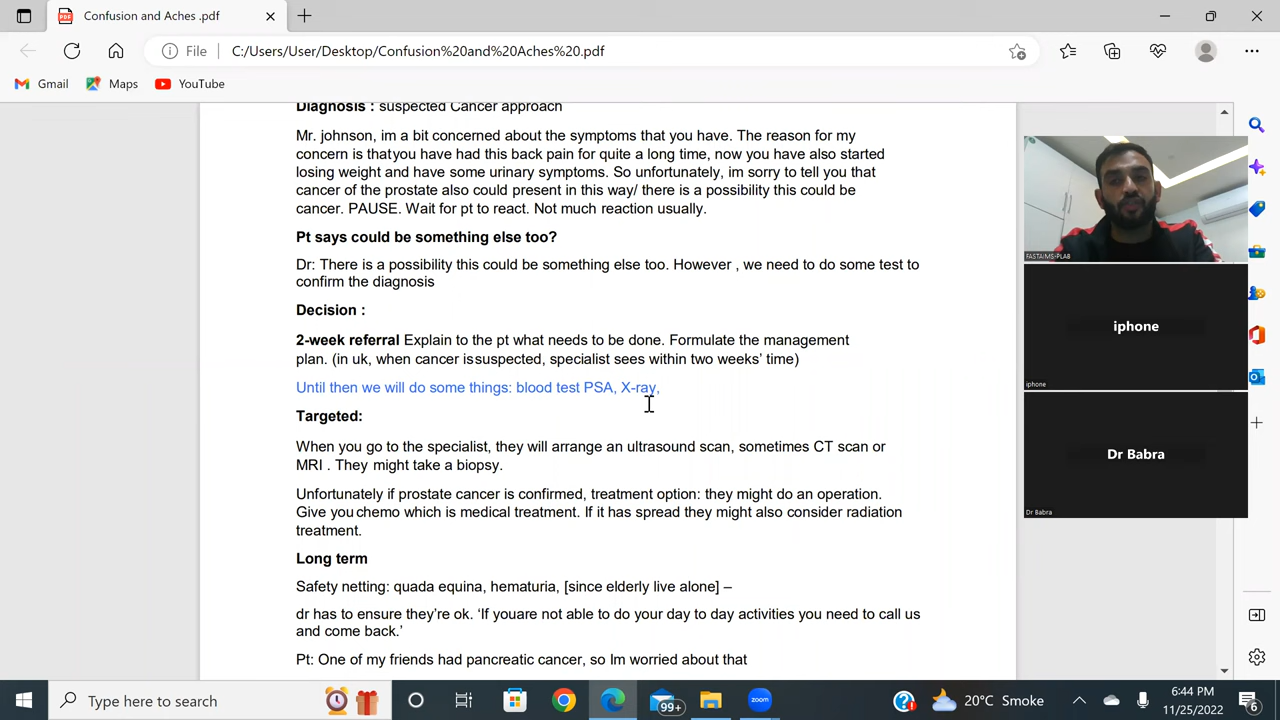 Confusion and Aches .pdf
File
C:/Users/User/Desktop/Confusion%20and%20Aches%20.pdf
Gmail
Maps
YouTube
Diagnosis : suspected Cancer approach
Mr. johnson, im a bit concerned about the symptoms that you have. The reason for my
concern is thatyou have had this back pain for quite a long time, now you have also started
losing weight and have some urinary symptoms. So unfortunately, im sorry to tell you that
cancer of the prostate also could present in this way/ there is a possibility this could be
cancer. PAUSE. Wait for pt to react. Not much reaction usually.
Pt says could be something else too?
Dr: There is a possibility this could be something else too. However , we need to do some test to
confirm the diagnosis
Decision :
2-week referral Explain to the pt what needs to be done. Formulate the management
plan. (in uk, when cancer issuspected, specialist sees within two weeks' time)
Until then we will do some things: blood test PSA, X-ray,
Targeted:
When you go to the specialist, they will arrange an ultrasound scan, sometimes CT scan or
MRI . They might take a biopsy.
Unfortunately if prostate cancer is confirmed, treatment option: they might do an operation.
Give you chemo which is medical treatment. If it has spread they might also consider radiation
treatment.
Long term
Safety netting: quada equina, hematuria, [since elderly live alone] –
dr has to ensure they're ok. 'If youare not able to do your day to day activities you need to call us
and come back.'
Pt: One of my friends had pancreatic cancer, so Im worried about that
FASTAIMS-PLAB
iphone
iphone
Dr Babra
Dr Babra
Type here to search
99+
zoom
20°C Smoke
6:44 PM
11/25/2022
6